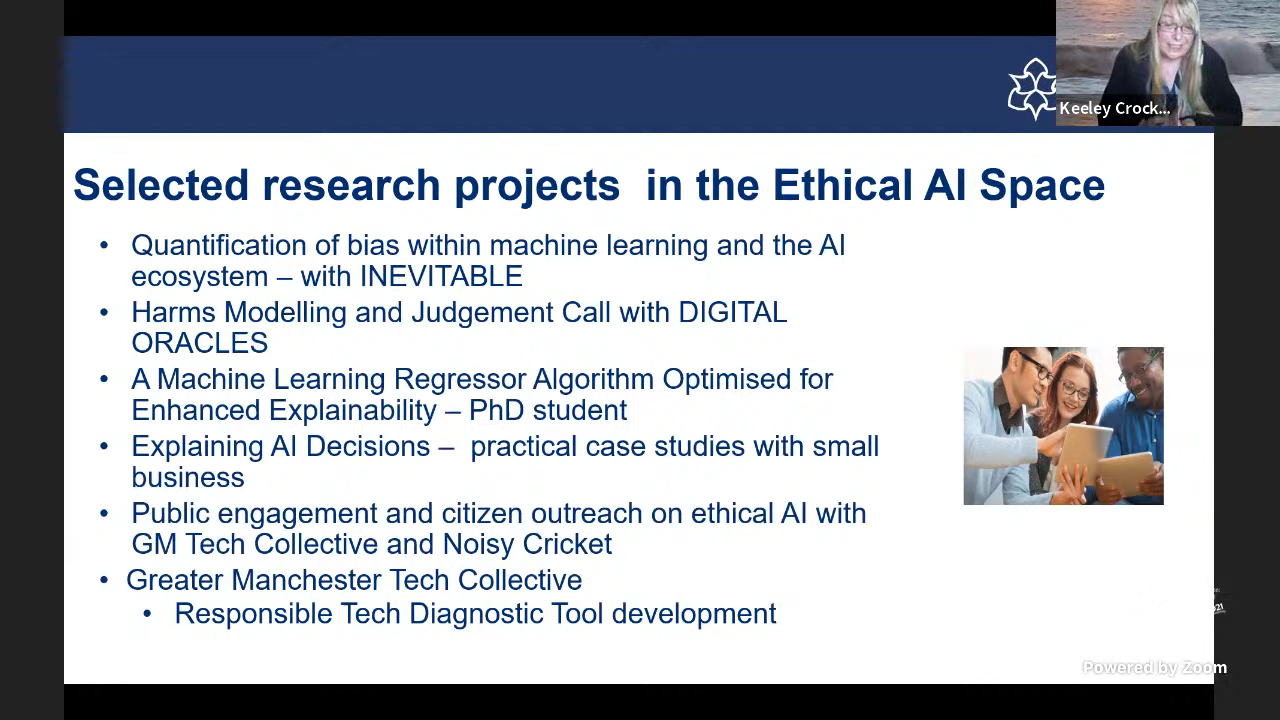 Keeley Crock...
Selected research projects in the Ethical AI Space
• Quantification of bias within machine learning and the AI
ecosystem – with INEVITABLE
• Harms Modelling and Judgement Call with DIGITAL
ORACLES
• A Machine Learning Regressor Algorithm Optimised for
Enhanced Explainability – PhD student
• Explaining AI Decisions – practical case studies with small
business
• Public engagement and citizen outreach on ethical AI with
GM Tech Collective and Noisy Cricket
• Greater Manchester Tech Collective
• Responsible Tech Diagnostic Tool development
Powered by Zoom